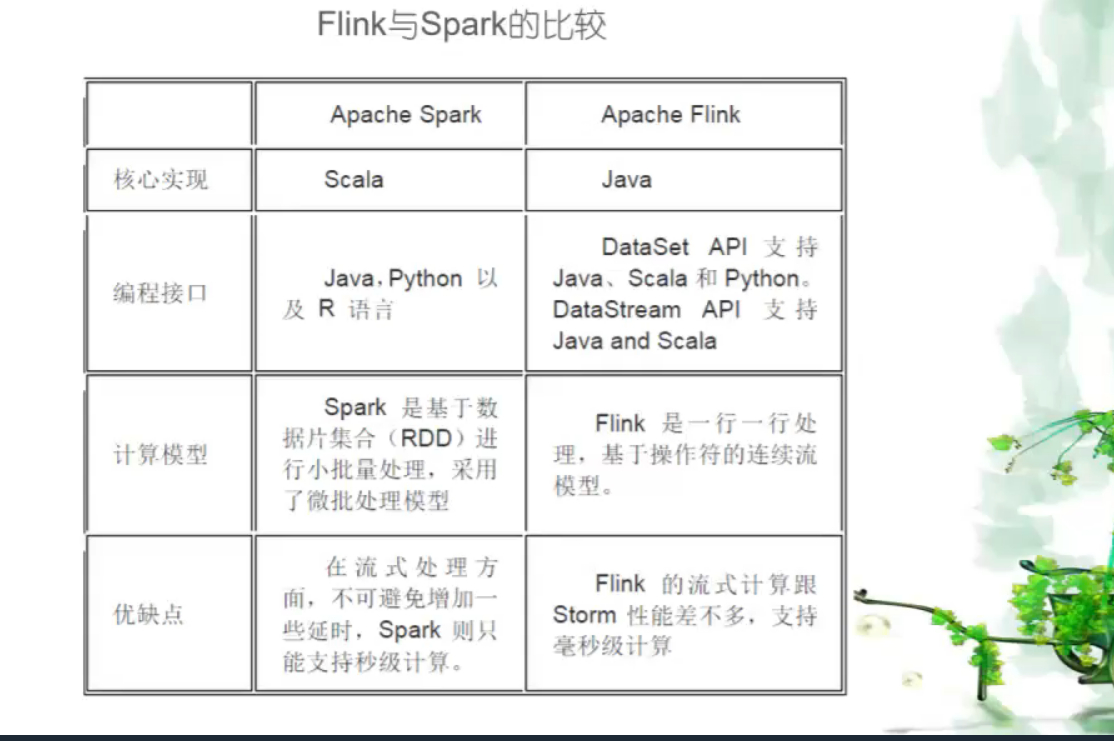 Flink与Spark的比较
Apache Spark
Apache Flink
核心实现
Scala
Java
编程接口
Java,Python 以
及 R 语言
DataSet API 支持
Java、Scala 和 Python。
DataStream API 支持
Java and Scala
计算模型
Spark 是基于数
据片集合（RDD）进
行小批量处理，采用
了微批处理模型
Flink 是一行一行处
理，基于操作符的连续流
模型。
优缺点
在流式处理方
面，不可避免增加一
些延时，Spark 则只
能支持秒级计算。
Flink 的流式计算跟
Storm 性能差不多，支持
毫秒级计算